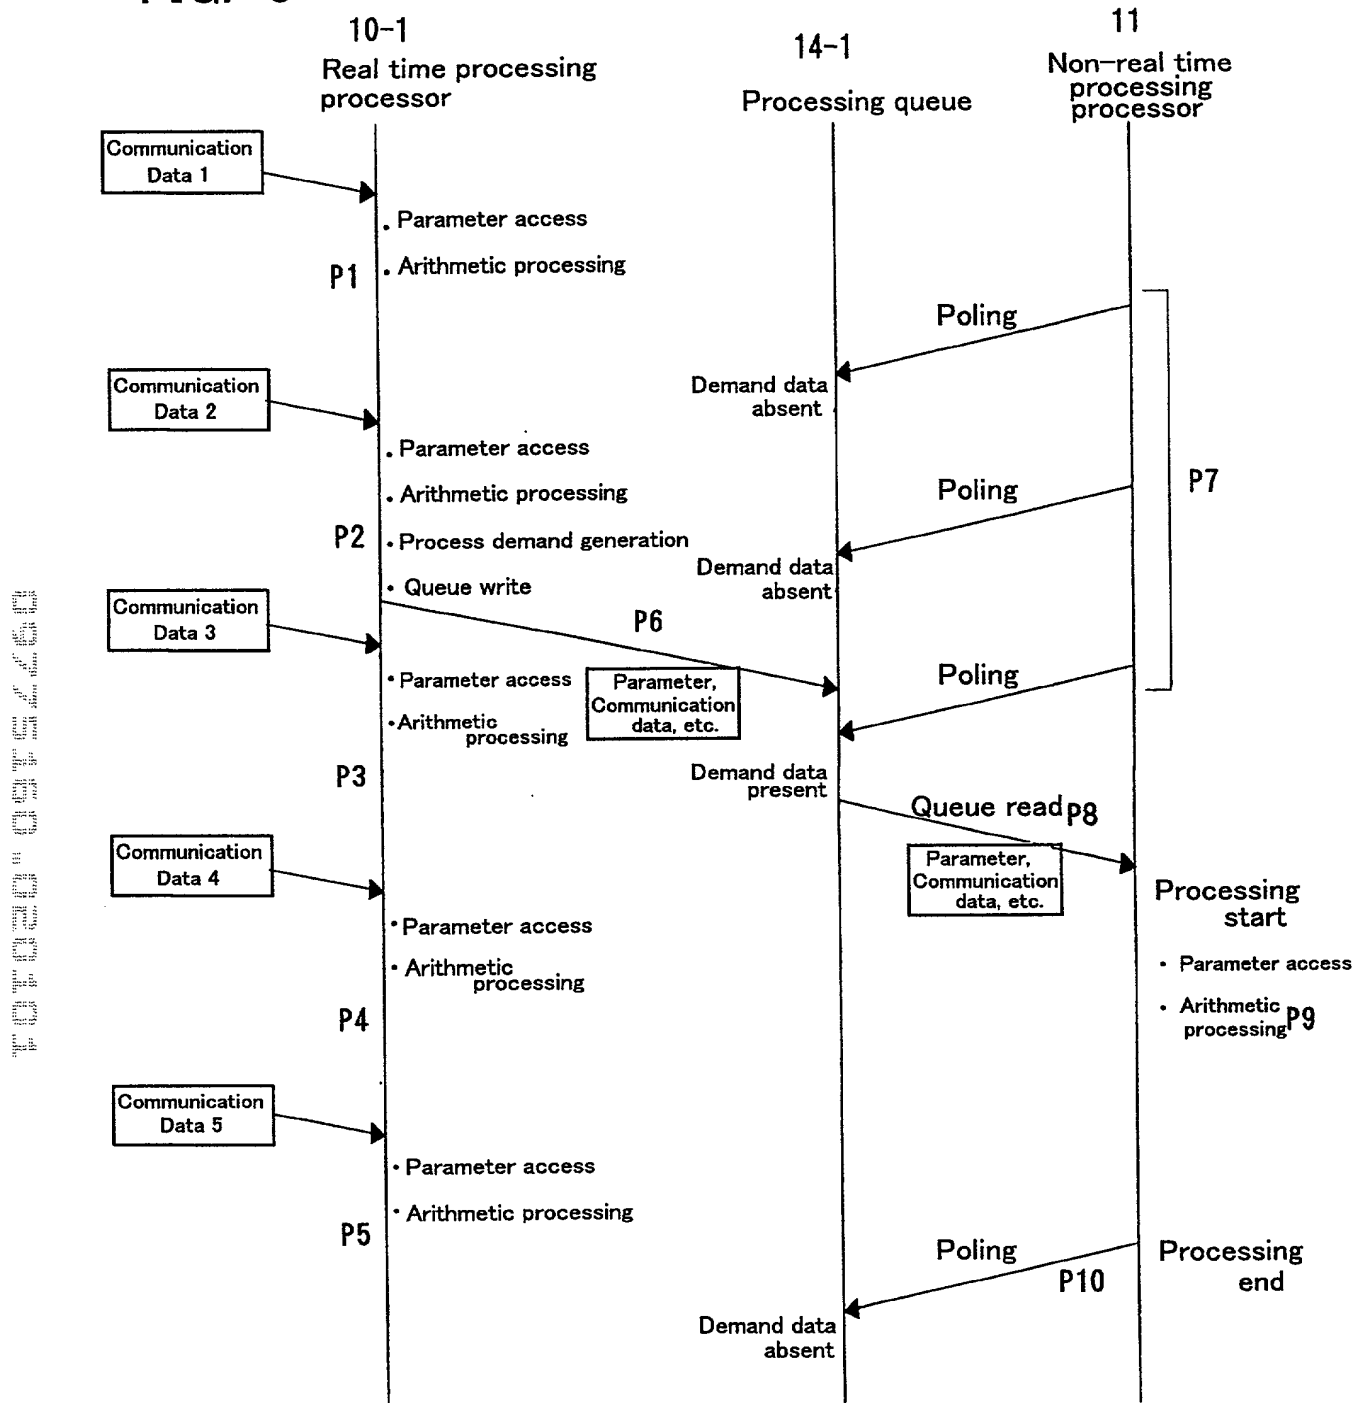 10-1
Real time processing
processor
14-1
Processing queue
11
Non-real time
processing
processor
Communication
Data 1
Parameter access
P1
Arithmetic processing
Poling
Demand data
absent
Communication
Data 2
Parameter access
Arithmetic processing
P2
Process demand generation
Queue write
Poling
P7
Demand data
absent
Communication
Data 3
P6
Parameter access
Arithmetic
processing
Parameter,
Communication
data, etc.
Poling
P3
Demand data
present
Queue read P8
Communication
Data 4
Parameter,
Communication
data, etc.
Processing
start
Parameter access
Arithmetic
processing
Parameter access
Arithmetic
processing P9
P4
Communication
Data 5
Parameter access
Arithmetic processing
P5
Poling
P10
Processing
end
Demand data
absent